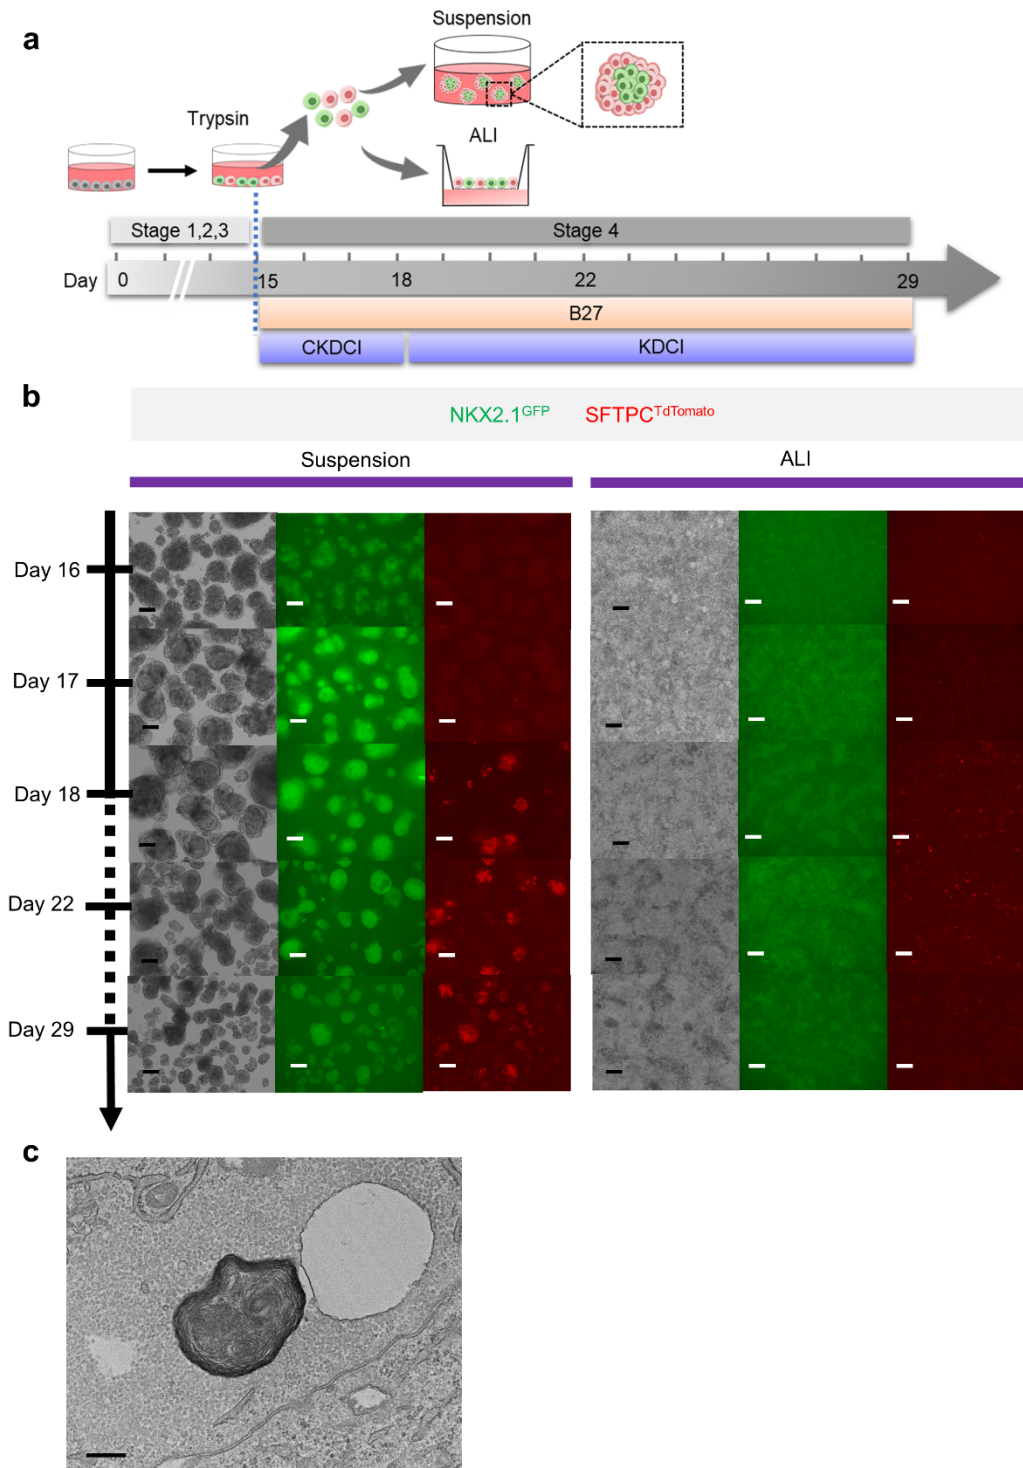 a
Suspension
Trypsin
ALI
Stage 1,2,3
Stage 4
Day 0 15 18 22 29
B27
CKDCI KDCI
b
NKX2.1GFP SFTPCTdTomato
Suspension ALI
Day 16
Day 17
Day 18
Day 22
Day 29
c